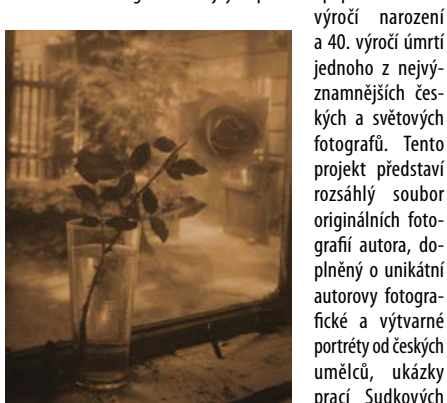 výročí narození
a 40. výročí úmrtí
jednoho z nejvý-
znamnějších čes-
kých a světových
fotografů. Tento
projekt představí
rozsáhlý soubor
originálních foto-
grafií autora, do-
plněný o unikátní
autorovy fotogra-
fické a výtvarné
portréty od českých
umělců, ukázky
prací Sudkových